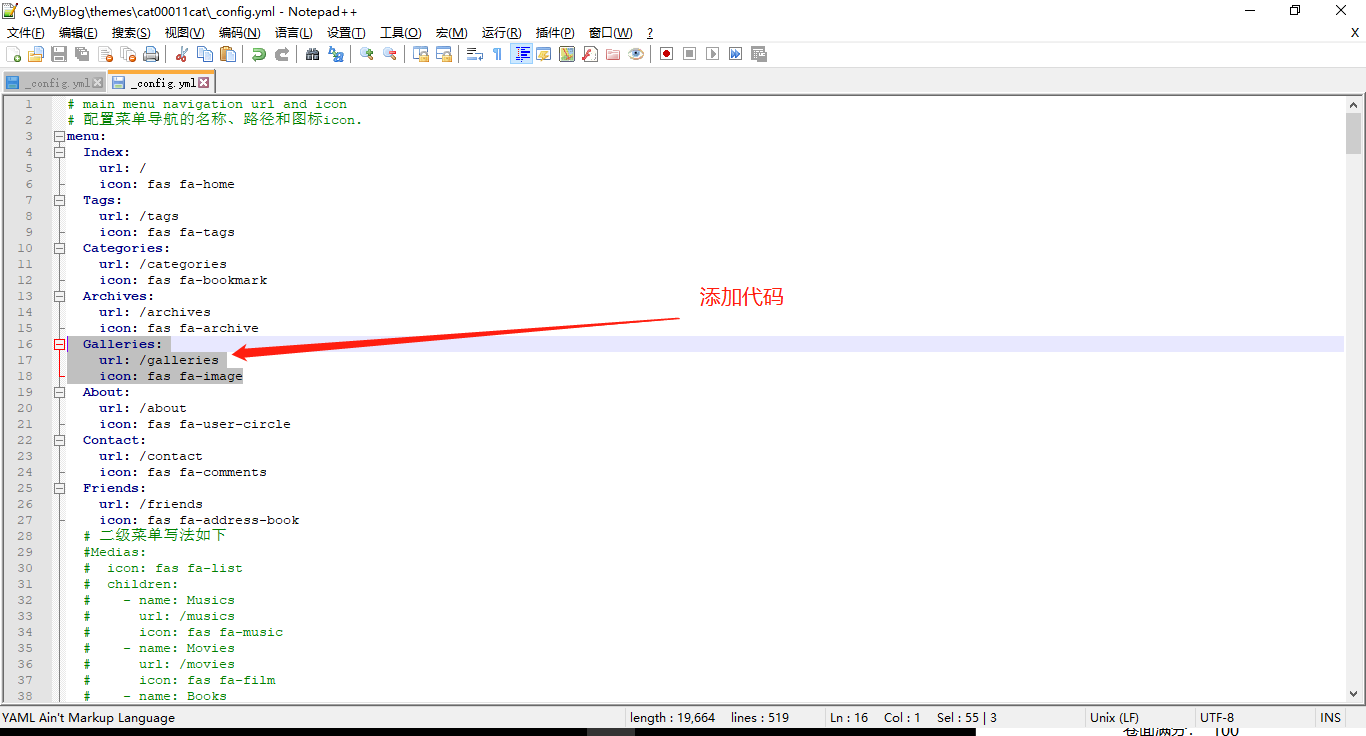 G:\MyBlog\themes\cat00011cat\_config.yml - Notepad++
文件(F) 编辑(E) 搜索(S) 视图(V) 编码(N) 语言(L) 设置(T) 工具(O) 宏(M) 运行(R) 插件(P) 窗口(W) ? X
_config.yml _config.yml
1 # main menu navigation url and icon
2 # 配置菜单导航的名称、路径和图标icon.
3 menu:
4 Index:
5 url: /
6 icon: fas fa-home
7 Tags:
8 url: /tags
9 icon: fas fa-tags
10 Categories:
11 url: /categories
12 icon: fas fa-bookmark
13 Archives:
14 url: /archives
15 icon: fas fa-archive
16 Galleries:
17 url: /galleries
18 icon: fas fa-image
19 About:
20 url: /about
21 icon: fas fa-user-circle
22 Contact:
23 url: /contact
24 icon: fas fa-comments
25 Friends:
26 url: /friends
27 icon: fas fa-address-book
28 # 二级菜单写法如下
29 #Medias:
30 # icon: fas fa-list
31 # children:
32 # - name: Musics
33 # url: /musics
34 # icon: fas fa-music
35 # - name: Movies
36 # url: /movies
37 # icon: fas fa-film
38 # - name: Books
添加代码
YAML Ain't Markup Language length : 19,664 lines : 519 Ln : 16 Col : 1 Sel : 55 | 3 Unix (LF) UTF-8 INS
卷面满分: 100